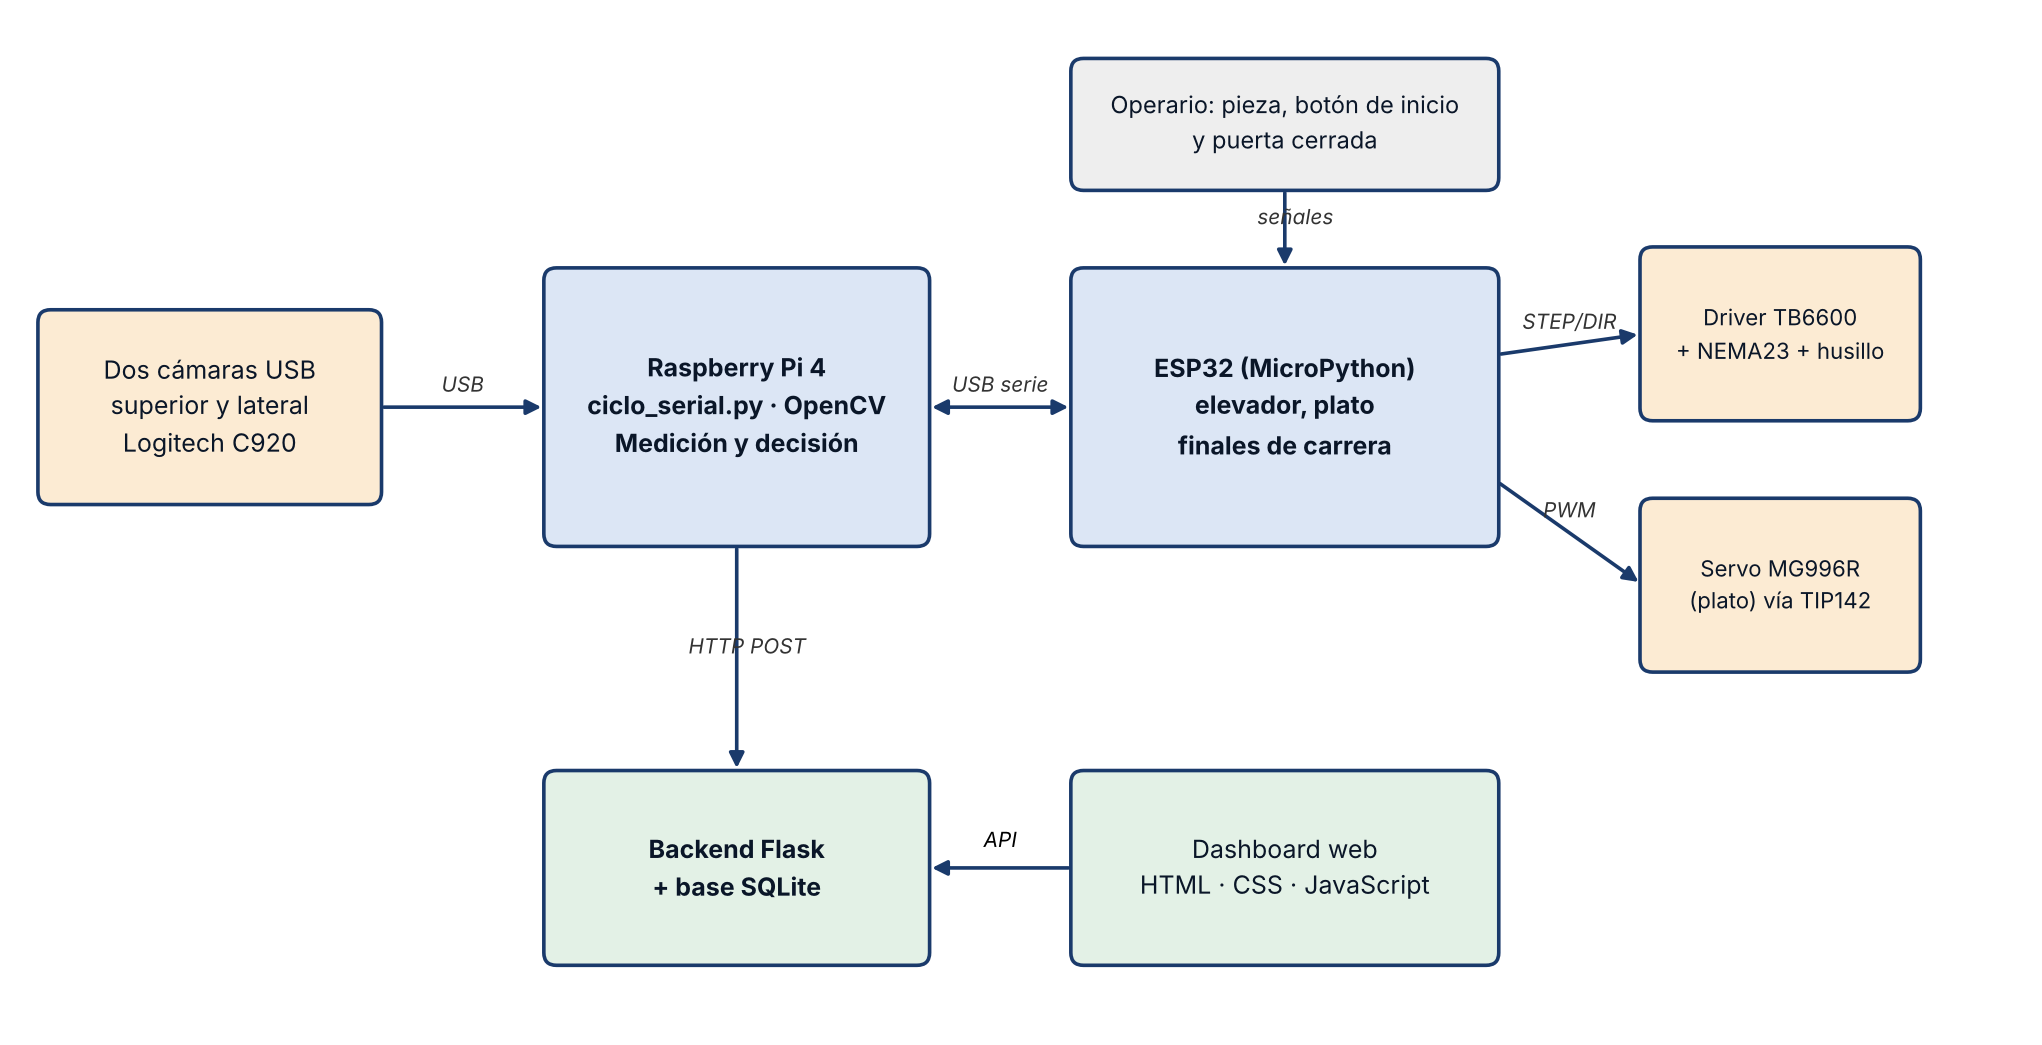 Operario: pieza, botón de inicio
y puerta cerrada
señales
Dos cámaras USB
superior y lateral
Logitech C920
USB
Raspberry Pi 4
ciclo_serial.py · OpenCV
Medición y decisión
USB serie
ESP32 (MicroPython)
elevador, plato
finales de carrera
STEP/DIR
Driver TB6600
+ NEMA23 + husillo
PWM
Servo MG996R
(plato) vía TIP142
HTTP POST
Backend Flask
+ base SQLite
API
Dashboard web
HTML · CSS · JavaScript